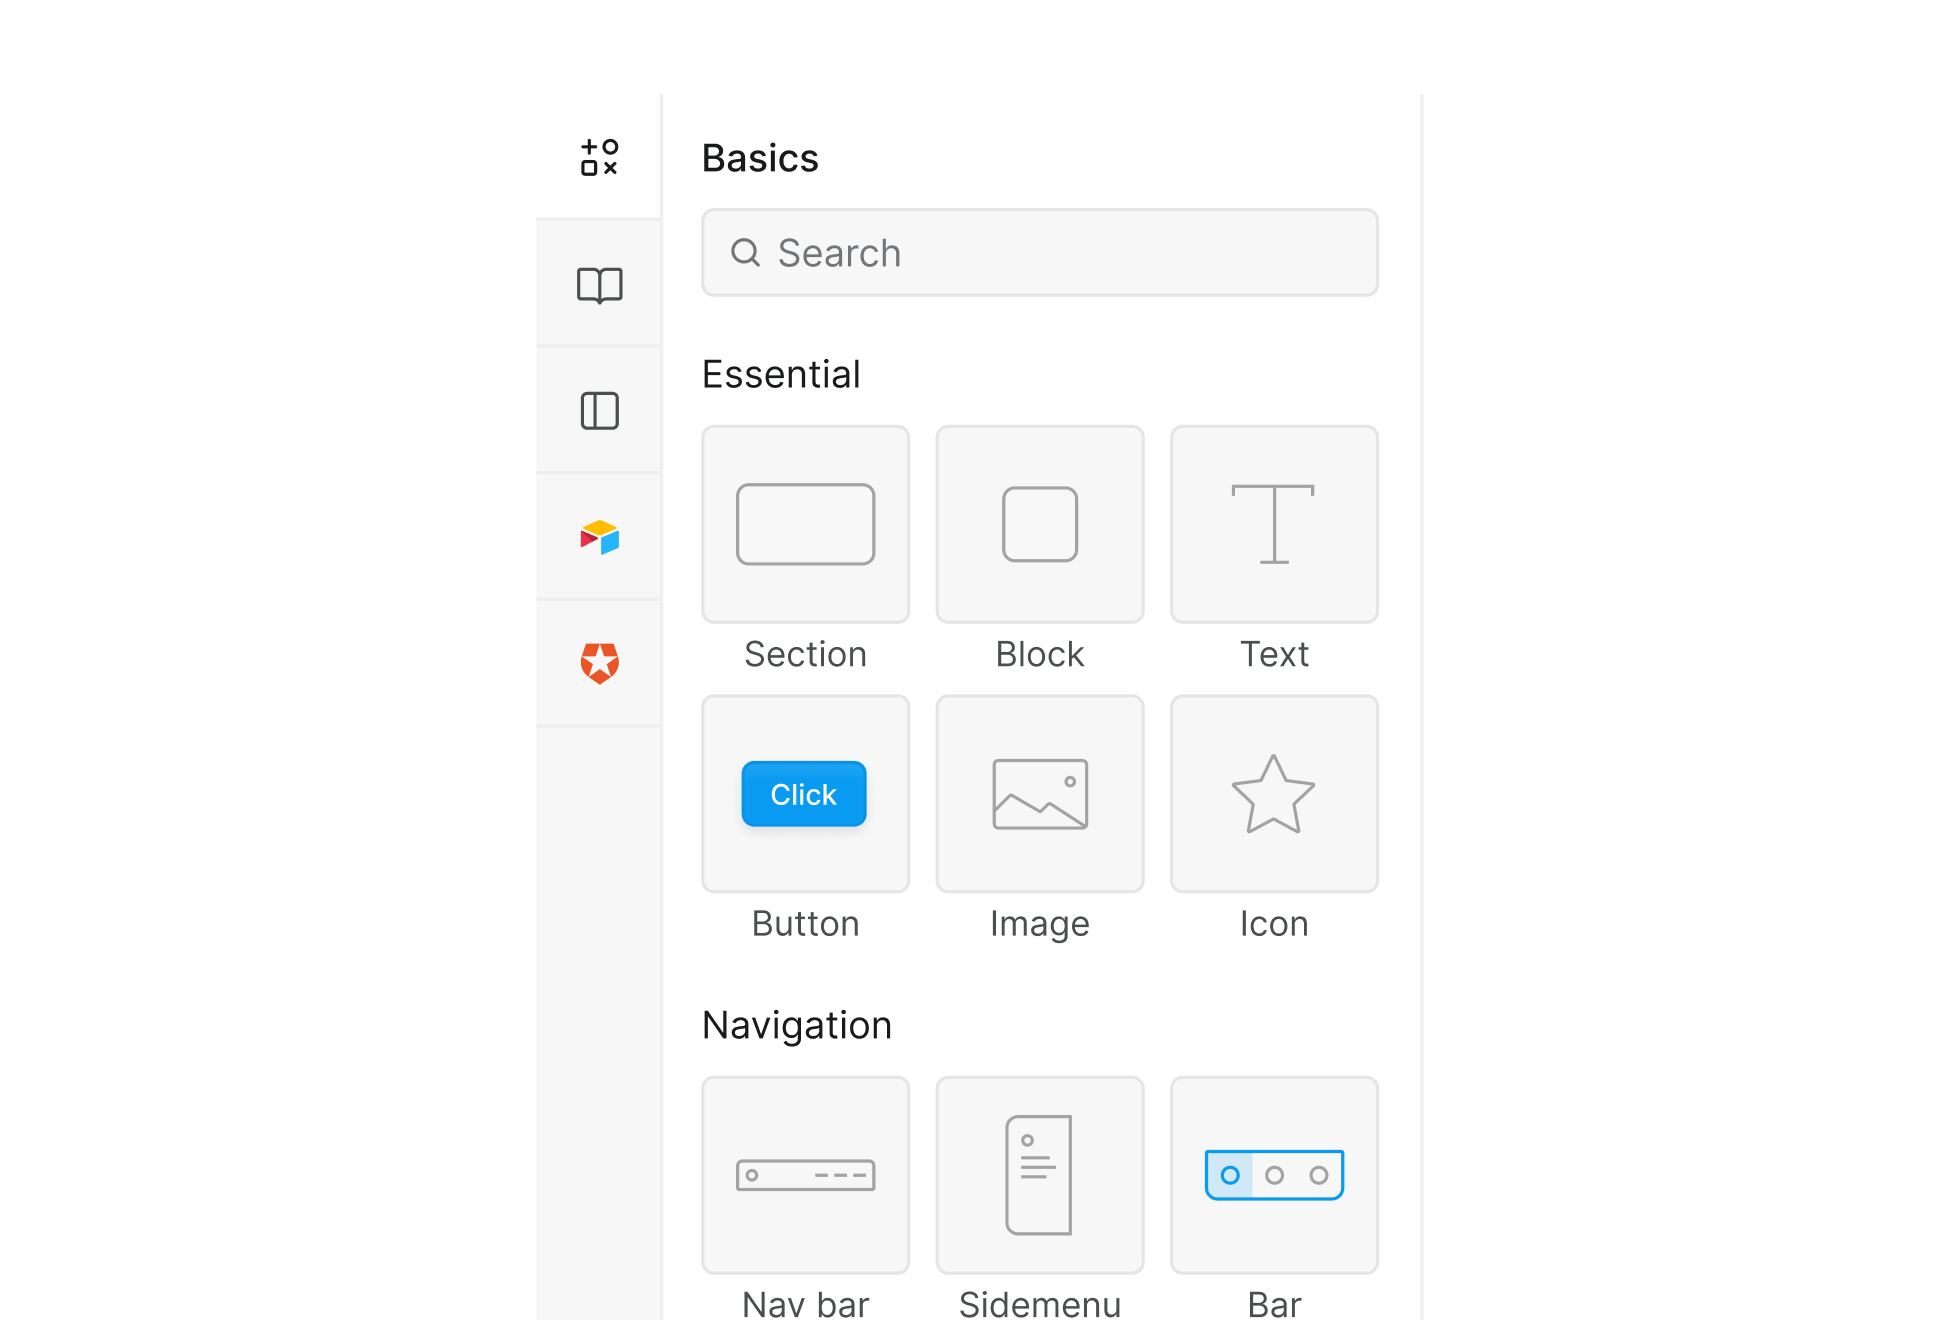 Basics
Search
Essential
Section Block Text
Click
Button Image Icon
Navigation
Nav bar Sidemenu Bar